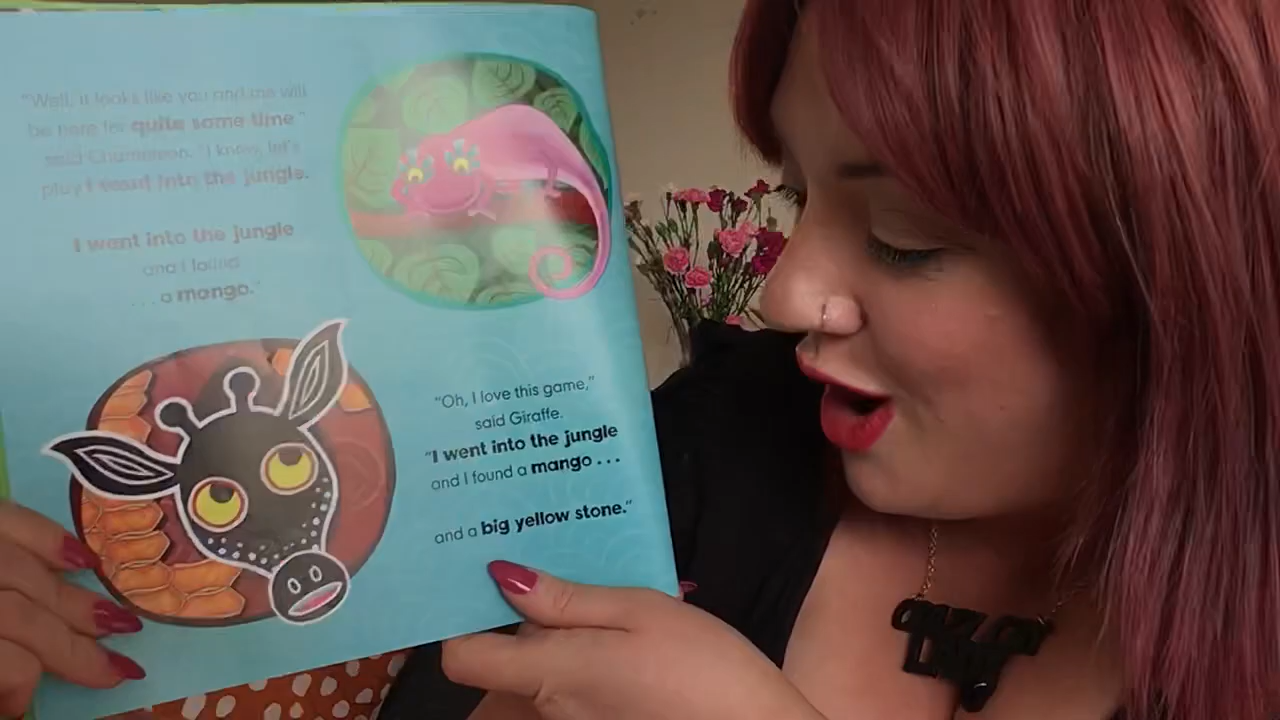 "Well, it looks like you and me will
be here for quite some time,"
said Chameleon. "I know, let's
play I went into the jungle.
I went into the jungle
and I found
. . . a mango."
"Oh, I love this game,"
said Giraffe.
"I went into the jungle
and I found a mango . . .
and a big yellow stone."